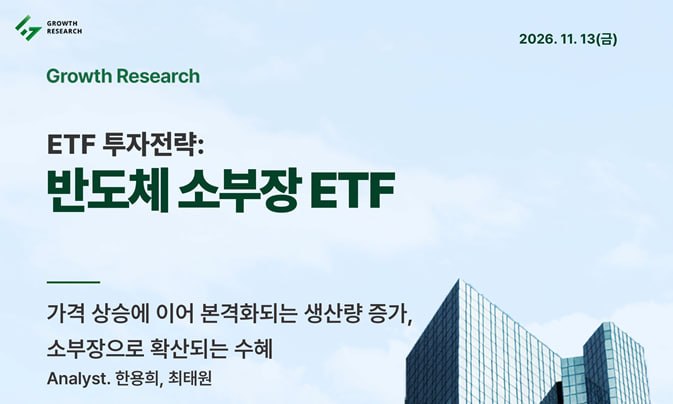 GROWTH
RESEARCH
2026. 11. 13(금)
Growth Research
ETF 투자전략:
반도체 소부장 ETF
가격 상승에 이어 본격화되는 생산량 증가,
소부장으로 확산되는 수혜
Analyst. 한용희, 최태원